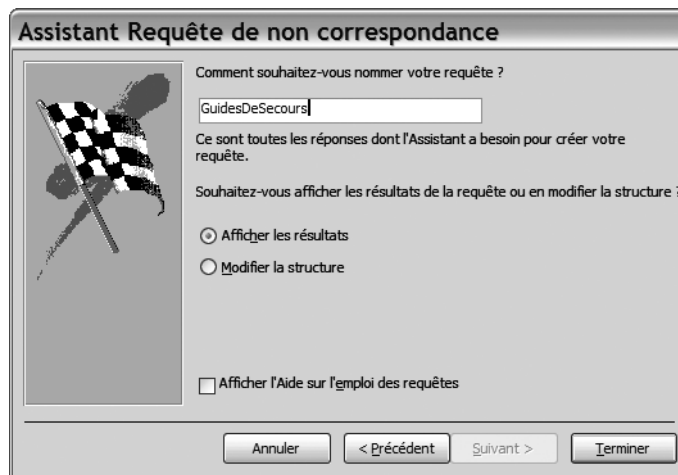 Assistant Requête de non correspondance
Comment souhaitez-vous nommer votre requête ?
GuidesDeSecours
Ce sont toutes les réponses dont l'Assistant a besoin pour créer votre
requête.
Souhaitez-vous afficher les résultats de la requête ou en modifier la structure ?
Afficher les résultats
Modifier la structure
Afficher l'Aide sur l'emploi des requêtes
Annuler
< Précédent
Suivant >
Terminer